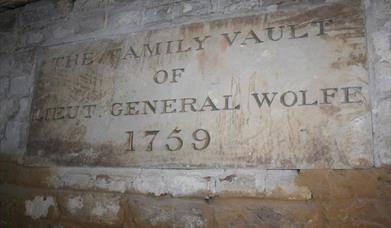 THE FAMILY VAULT
OF
LIEUT. GENERAL WOLFE
1759